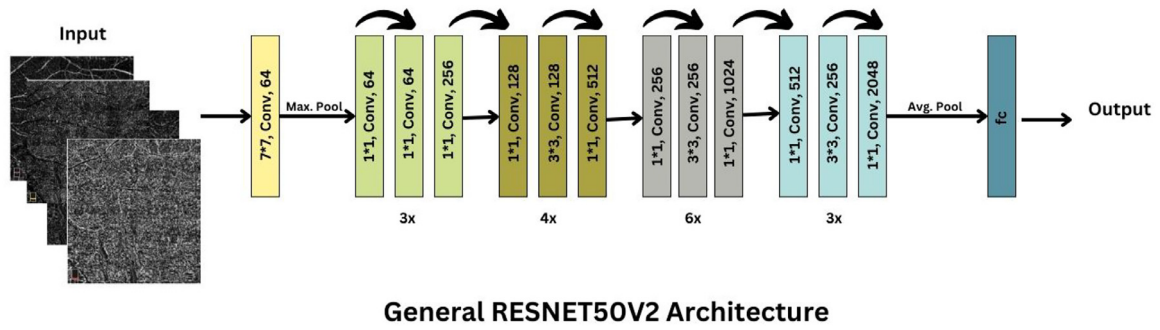 Input
7*7, Conv, 64
Max. Pool
1*1, Conv, 64
1*1, Conv, 64
1*1, Conv, 256
3x
1*1, Conv, 128
3*3, Conv, 128
1*1, Conv, 512
4x
1*1, Conv, 256
3*3, Conv, 256
1*1, Conv, 1024
6x
1*1, Conv, 512
3*3, Conv, 256
1*1, Conv, 2048
3x
Avg. Pool
fc
Output
General RESNET50V2 Architecture